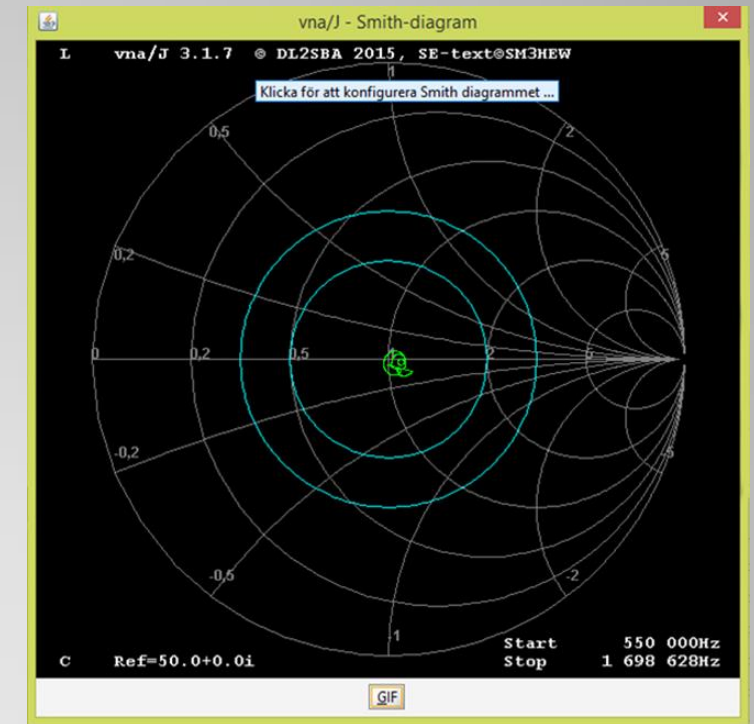 vna/J - Smith-diagram
L vna/J 3.1.7 © DL2SBA 2015, SE-text©SM3HEW
1
Klicka för att konfigurera Smith diagrammet ...
0,5 2
0,2 5
0 0,2 0,5 1 2 5
-0,2 -5
-0,5 -2
-1
Start 550 000Hz
C Ref=50.0+0.0i Stop 1 698 628Hz
GIF